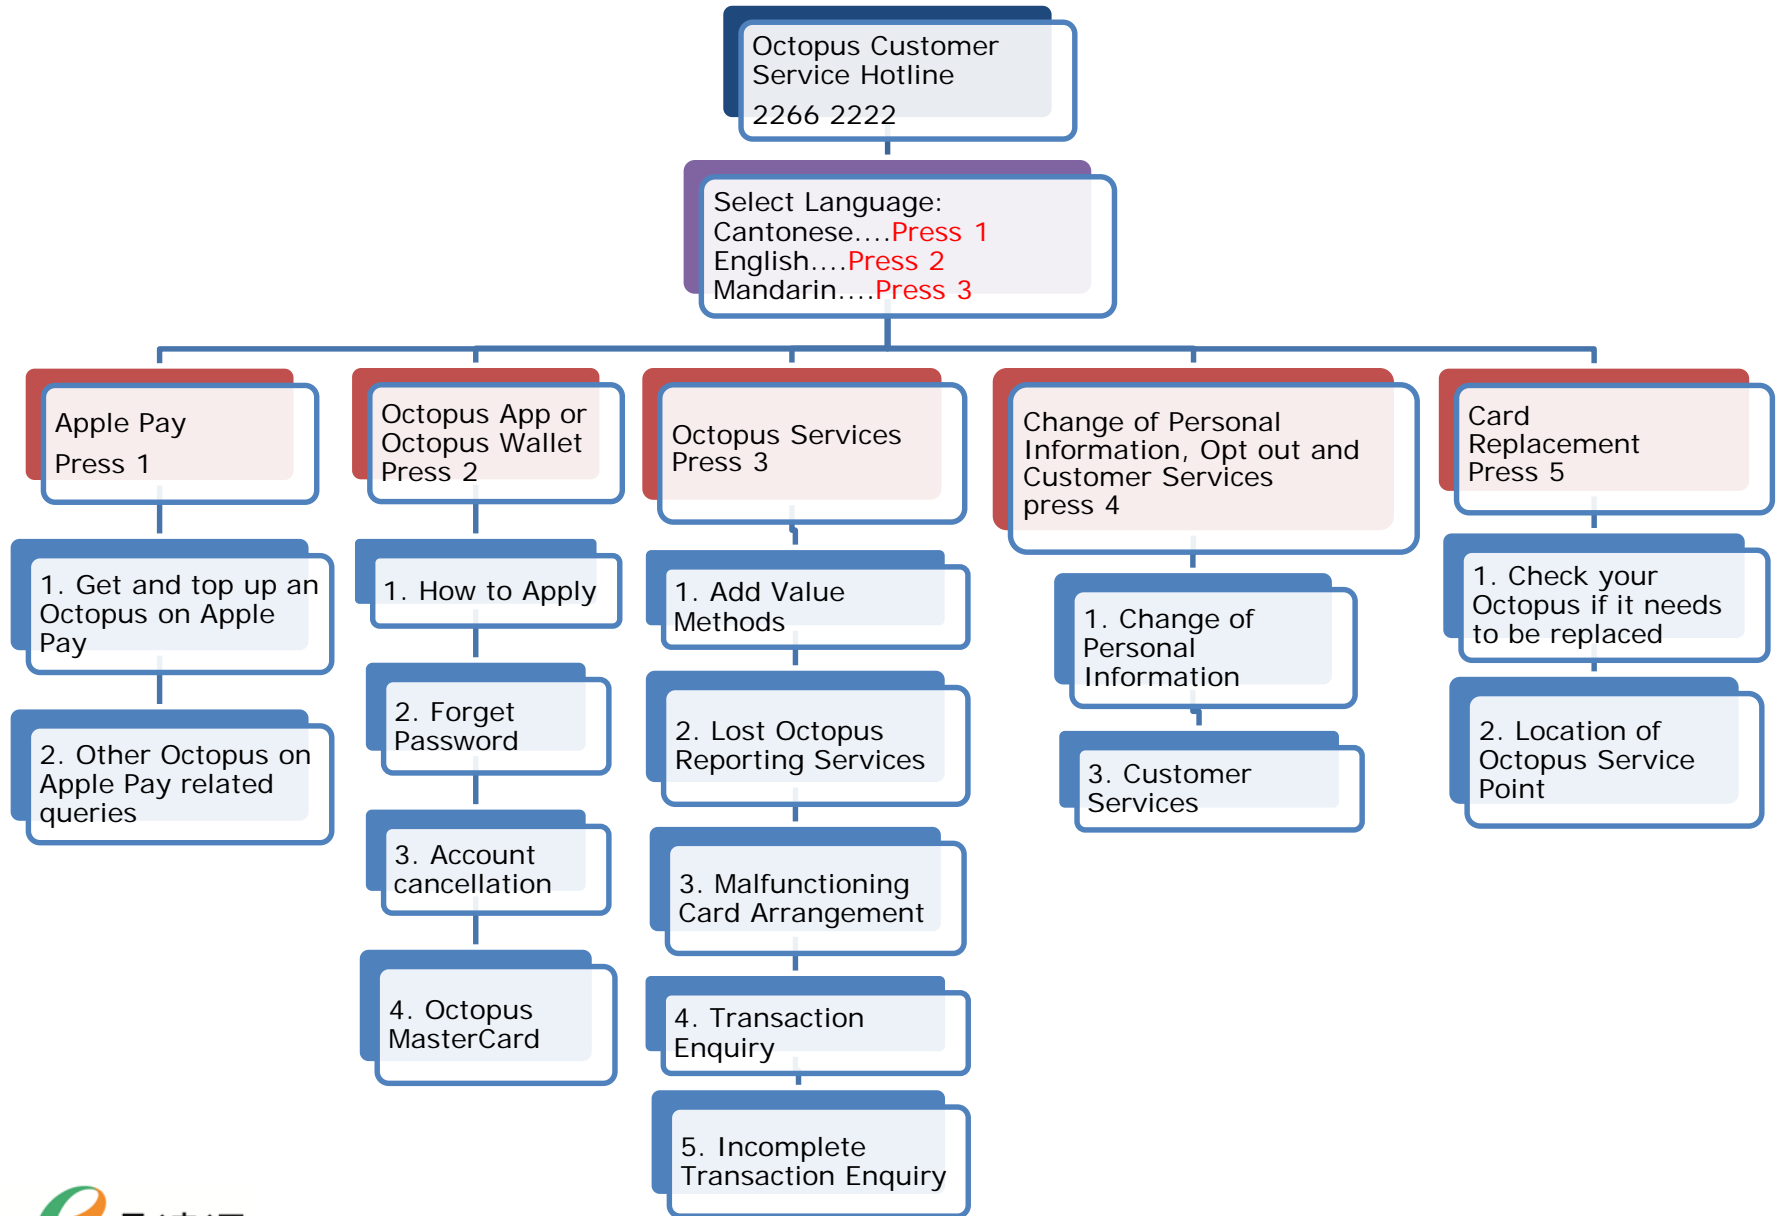 Octopus Customer
Service Hotline
2266 2222
Select Language:
Cantonese....Press 1
English....Press 2
Mandarin....Press 3
Apple Pay
Press 1
1. Get and top up an
Octopus on Apple
Pay
2. Other Octopus on
Apple Pay related
queries
Octopus App or
Octopus Wallet
Press 2
1. How to Apply
2. Forget
Password
3. Account
cancellation
4. Octopus
MasterCard
Octopus Services
Press 3
1. Add Value
Methods
2. Lost Octopus
Reporting Services
3. Malfunctioning
Card Arrangement
4. Transaction
Enquiry
5. Incomplete
Transaction Enquiry
Change of Personal
Information, Opt out and
Customer Services
press 4
1. Change of
Personal
Information
3. Customer
Services
Card
Replacement
Press 5
1. Check your
Octopus if it needs
to be replaced
2. Location of
Octopus Service
Point